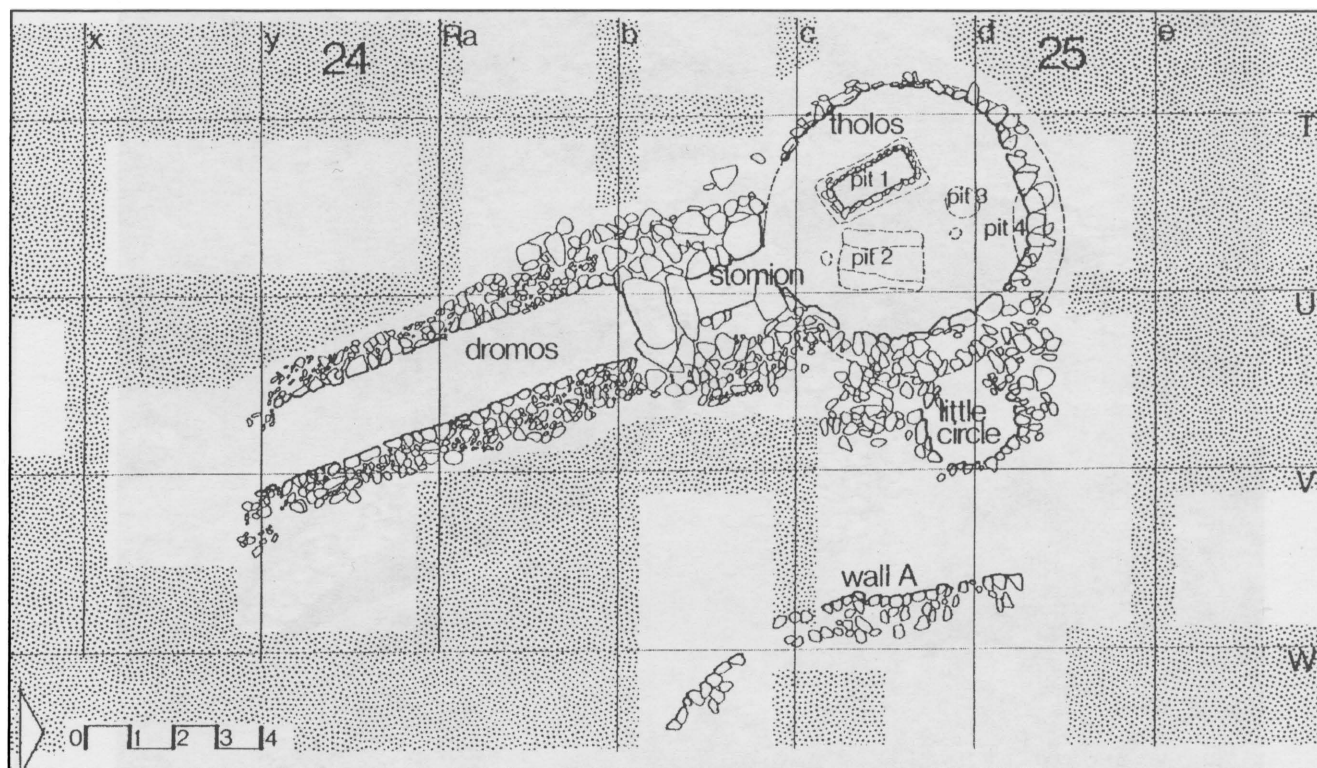 x y Ra b c d e
24 25
T
tholos
pit 1
pit 3
pit 4
pit 2
stomion
U
dromos
little
circle
V
wall A
W
0 1 2 3 4